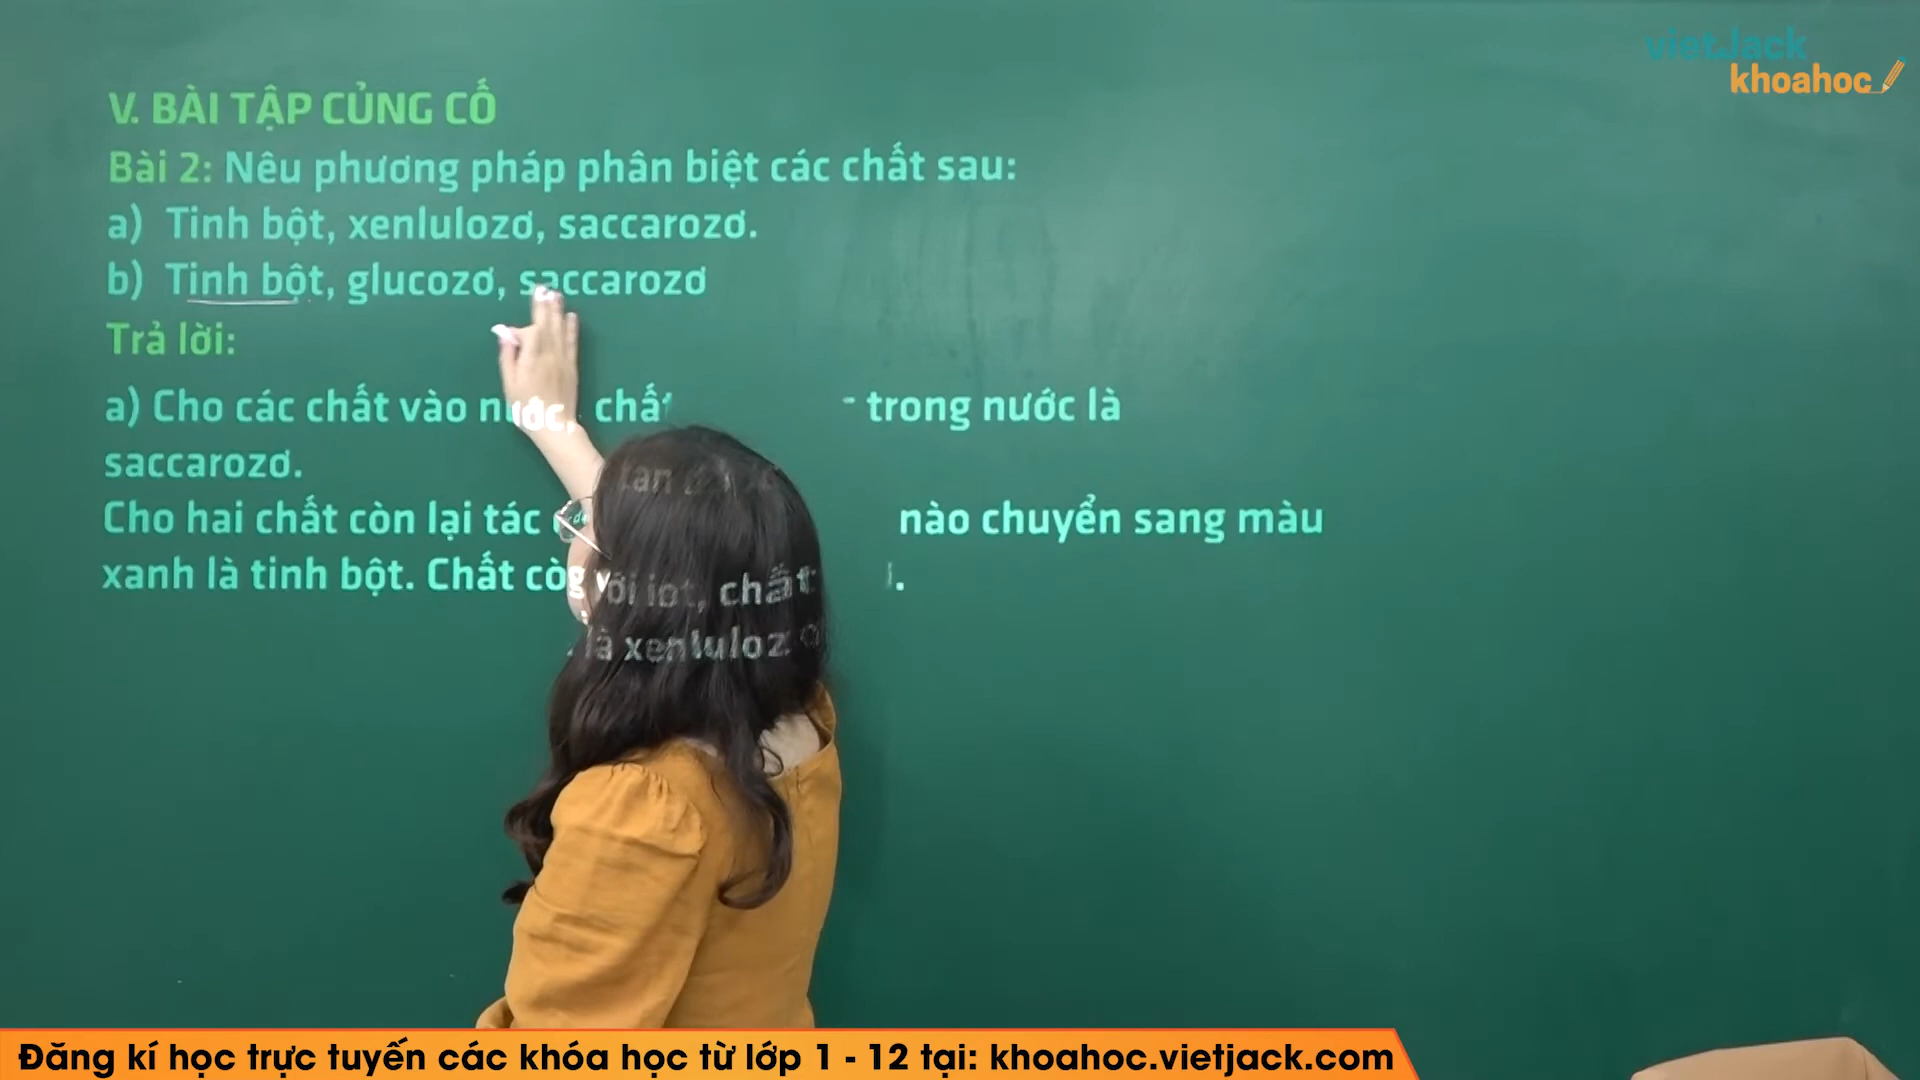 vietJack
khoahoc
V. BÀI TẬP CỦNG CỐ
Bài 2: Nêu phương pháp phân biệt các chất sau:
a) Tinh bột, xenlulozơ, saccarozơ.
b) Tinh bột, glucozơ, saccarozơ
Trả lời:
a) Cho các chất vào nước, chất tan trong nước là
saccarozơ.
Cho hai chất còn lại tác với iot, chất nào chuyển sang màu
xanh là tinh bột. Chất còn là xenlulozơ.
Đăng kí học trực tuyến các khóa học từ lớp 1 - 12 tại: khoahoc.vietjack.com